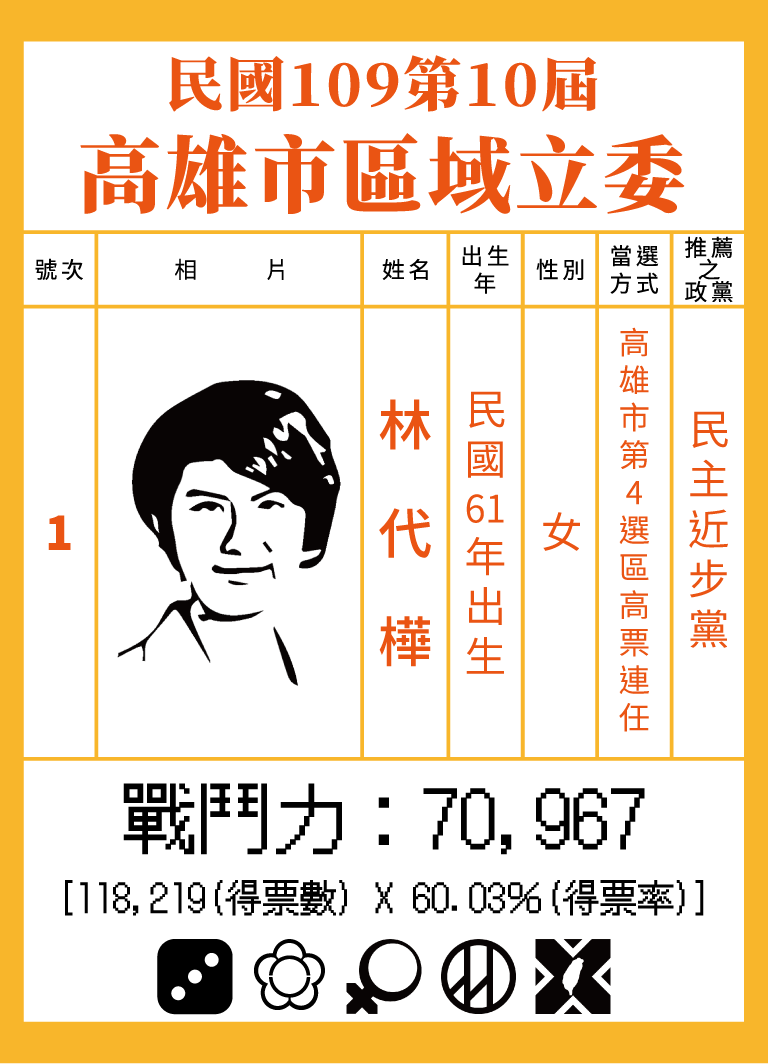 民國109第10屆
高雄市區域立委
號次
相 片
姓名
出生
年
性別
當選
方式
推薦
之
政黨
1
林代樺
民國61年出生
女
高雄市第4選區高票連任
民主近步黨
戰鬥力：70,967
[118,219(得票數) X 60.03%(得票率)]